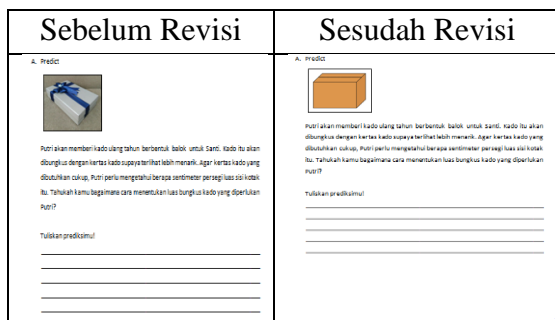 Sebelum Revisi
A. Predict
Putri akan memberi kado ulang tahun berbentuk balok untuk Santi. Kado itu akan
dibungkus dengan kertas kado supaya terlihat lebih menarik. Agar kertas kado yang
dibutuhkan cukup, Putri perlu mengetahui berapa sentimeter persegi luas sisi kotak
itu. Tahukah kamu bagaimana cara menentukan luas bungkus kado yang diperlukan
Putri?
Tuliskan prediksimu!
Sesudah Revisi
A. Predict
Putri akan memberi kado ulang tahun berbentuk balok untuk Santi. Kado itu akan
dibungkus dengan kertas kado supaya terlihat lebih menarik. Agar kertas kado yang
dibutuhkan cukup, Putri perlu mengetahui berapa sentimeter persegi luas sisi kotak
itu. Tahukah kamu bagaimana cara menentukan luas bungkus kado yang diperlukan
Putri?
Tuliskan prediksimu!